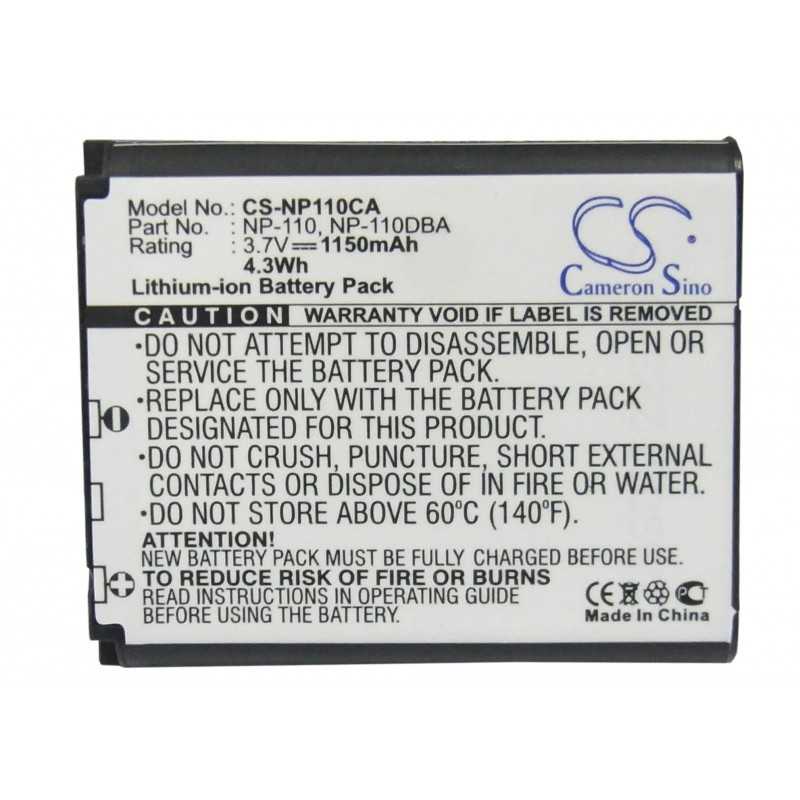 Model No.: CS-NP110CA
Part No. : NP-110, NP-110DBA
Rating : 3.7V⎓1150mAh
4.3Wh
Lithium-ion Battery Pack
CS
Cameron Sino
CAUTION WARRANTY VOID IF LABEL IS REMOVED
•DO NOT ATTEMPT TO DISASSEMBLE, OPEN OR
SERVICE THE BATTERY PACK.
•REPLACE ONLY WITH THE BATTERY PACK
DESIGNATED FOR YOUR PRODUCT.
•DO NOT CRUSH, PUNCTURE, SHORT EXTERNAL
CONTACTS OR DISPOSE IN FIRE OR WATER.
•DO NOT STORE ABOVE 60°C (140°F).
ATTENTION:
NEW BATTERY PACK MUST BE FULLY CHARGED BEFORE USE.
TO REDUCE RISK OF FIRE OR BURNS
READ INSTRUCTIONS IN OPERATING GUIDE
BEFORE USING THE BATTERY.
CE
Made In China